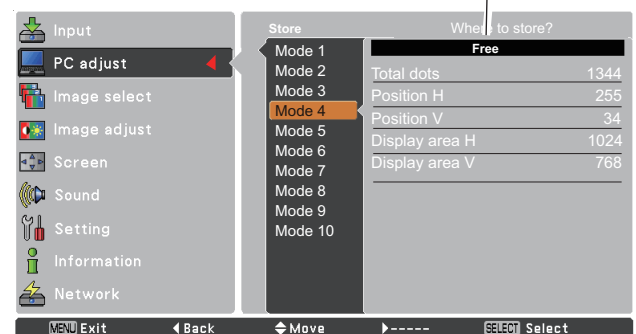 Input
PC adjust
Image select
Image adjust
Screen
Sound
Setting
Information
Network
Store
Mode 1
Mode 2
Mode 3
Mode 4
Mode 5
Mode 6
Mode 7
Mode 8
Mode 9
Mode 10
Where to store?
Free
Total dots 1344
Position H 255
Position V 34
Display area H 1024
Display area V 768
MENU Exit Back Move ----- SELECT Select